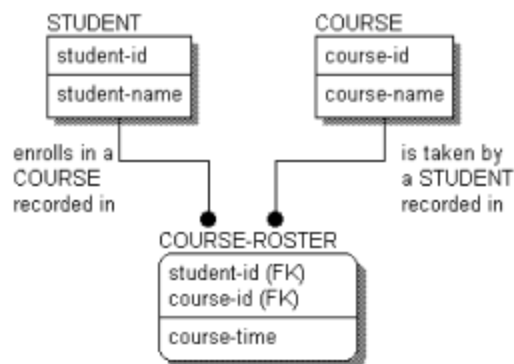 STUDENT
student-id
student-name
COURSE
course-id
course-name
enrolls in a
COURSE
recorded in
is taken by
a STUDENT
recorded in
COURSE-ROSTER
student-id (FK)
course-id (FK)
course-time